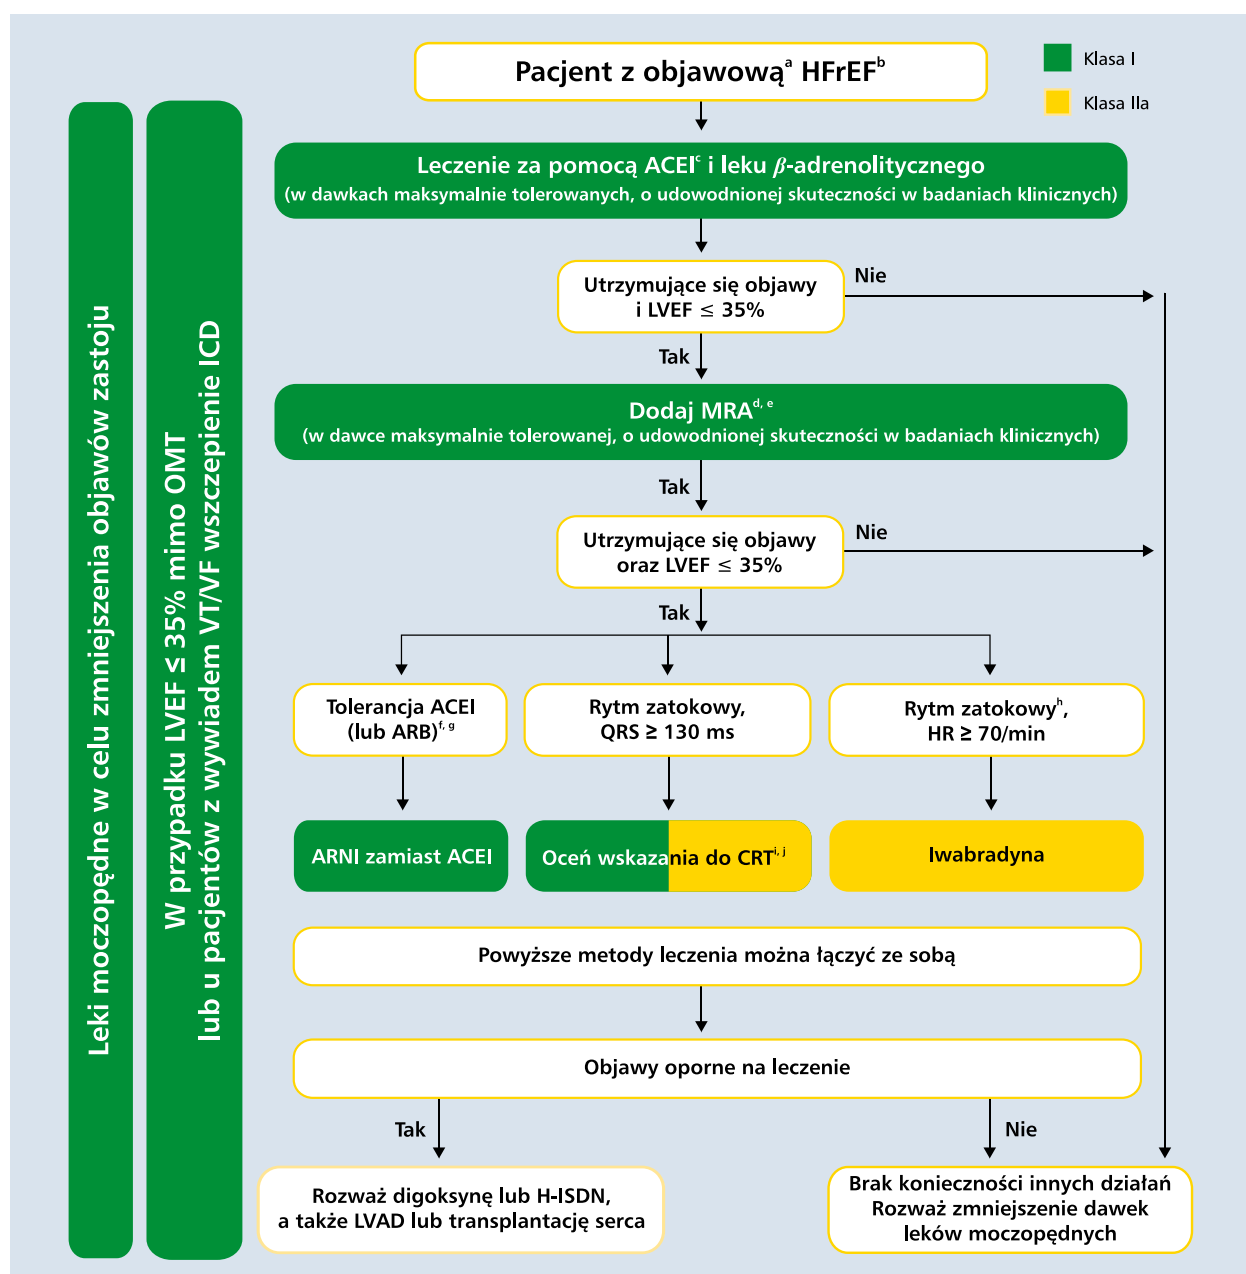 Pacjent z objawową^a HFrEF^b
Klasa I
Klasa IIa
Leczenie za pomocą ACEI^c i leku β-adrenolitycznego
(w dawkach maksymalnie tolerowanych, o udowodnionej skuteczności w badaniach klinicznych)
Utrzymujące się objawy
i LVEF ≤ 35%
Nie
Tak
Dodaj MRA^d, e
(w dawce maksymalnie tolerowanej, o udowodnionej skuteczności w badaniach klinicznych)
Tak
Utrzymujące się objawy
oraz LVEF ≤ 35%
Nie
Tak
Tolerancja ACEI
(lub ARB)^f, g
Rytm zatokowy,
QRS ≥ 130 ms
Rytm zatokowy^h,
HR ≥ 70/min
ARNI zamiast ACEI
Oceń wskazania do CRT^i, j
Iwabradyna
Powyższe metody leczenia można łączyć ze sobą
Objawy oporne na leczenie
Tak
Nie
Rozważ digoksynę lub H-ISDN,
a także LVAD lub transplantację serca
Brak konieczności innych działań
Rozważ zmniejszenie dawek
leków moczopędnych
Leki moczopędne w celu zmniejszenia objawów zastoju
W przypadku LVEF ≤ 35% mimo OMT
lub u pacjentów z wywiadem VT/VF wszczepienie ICD